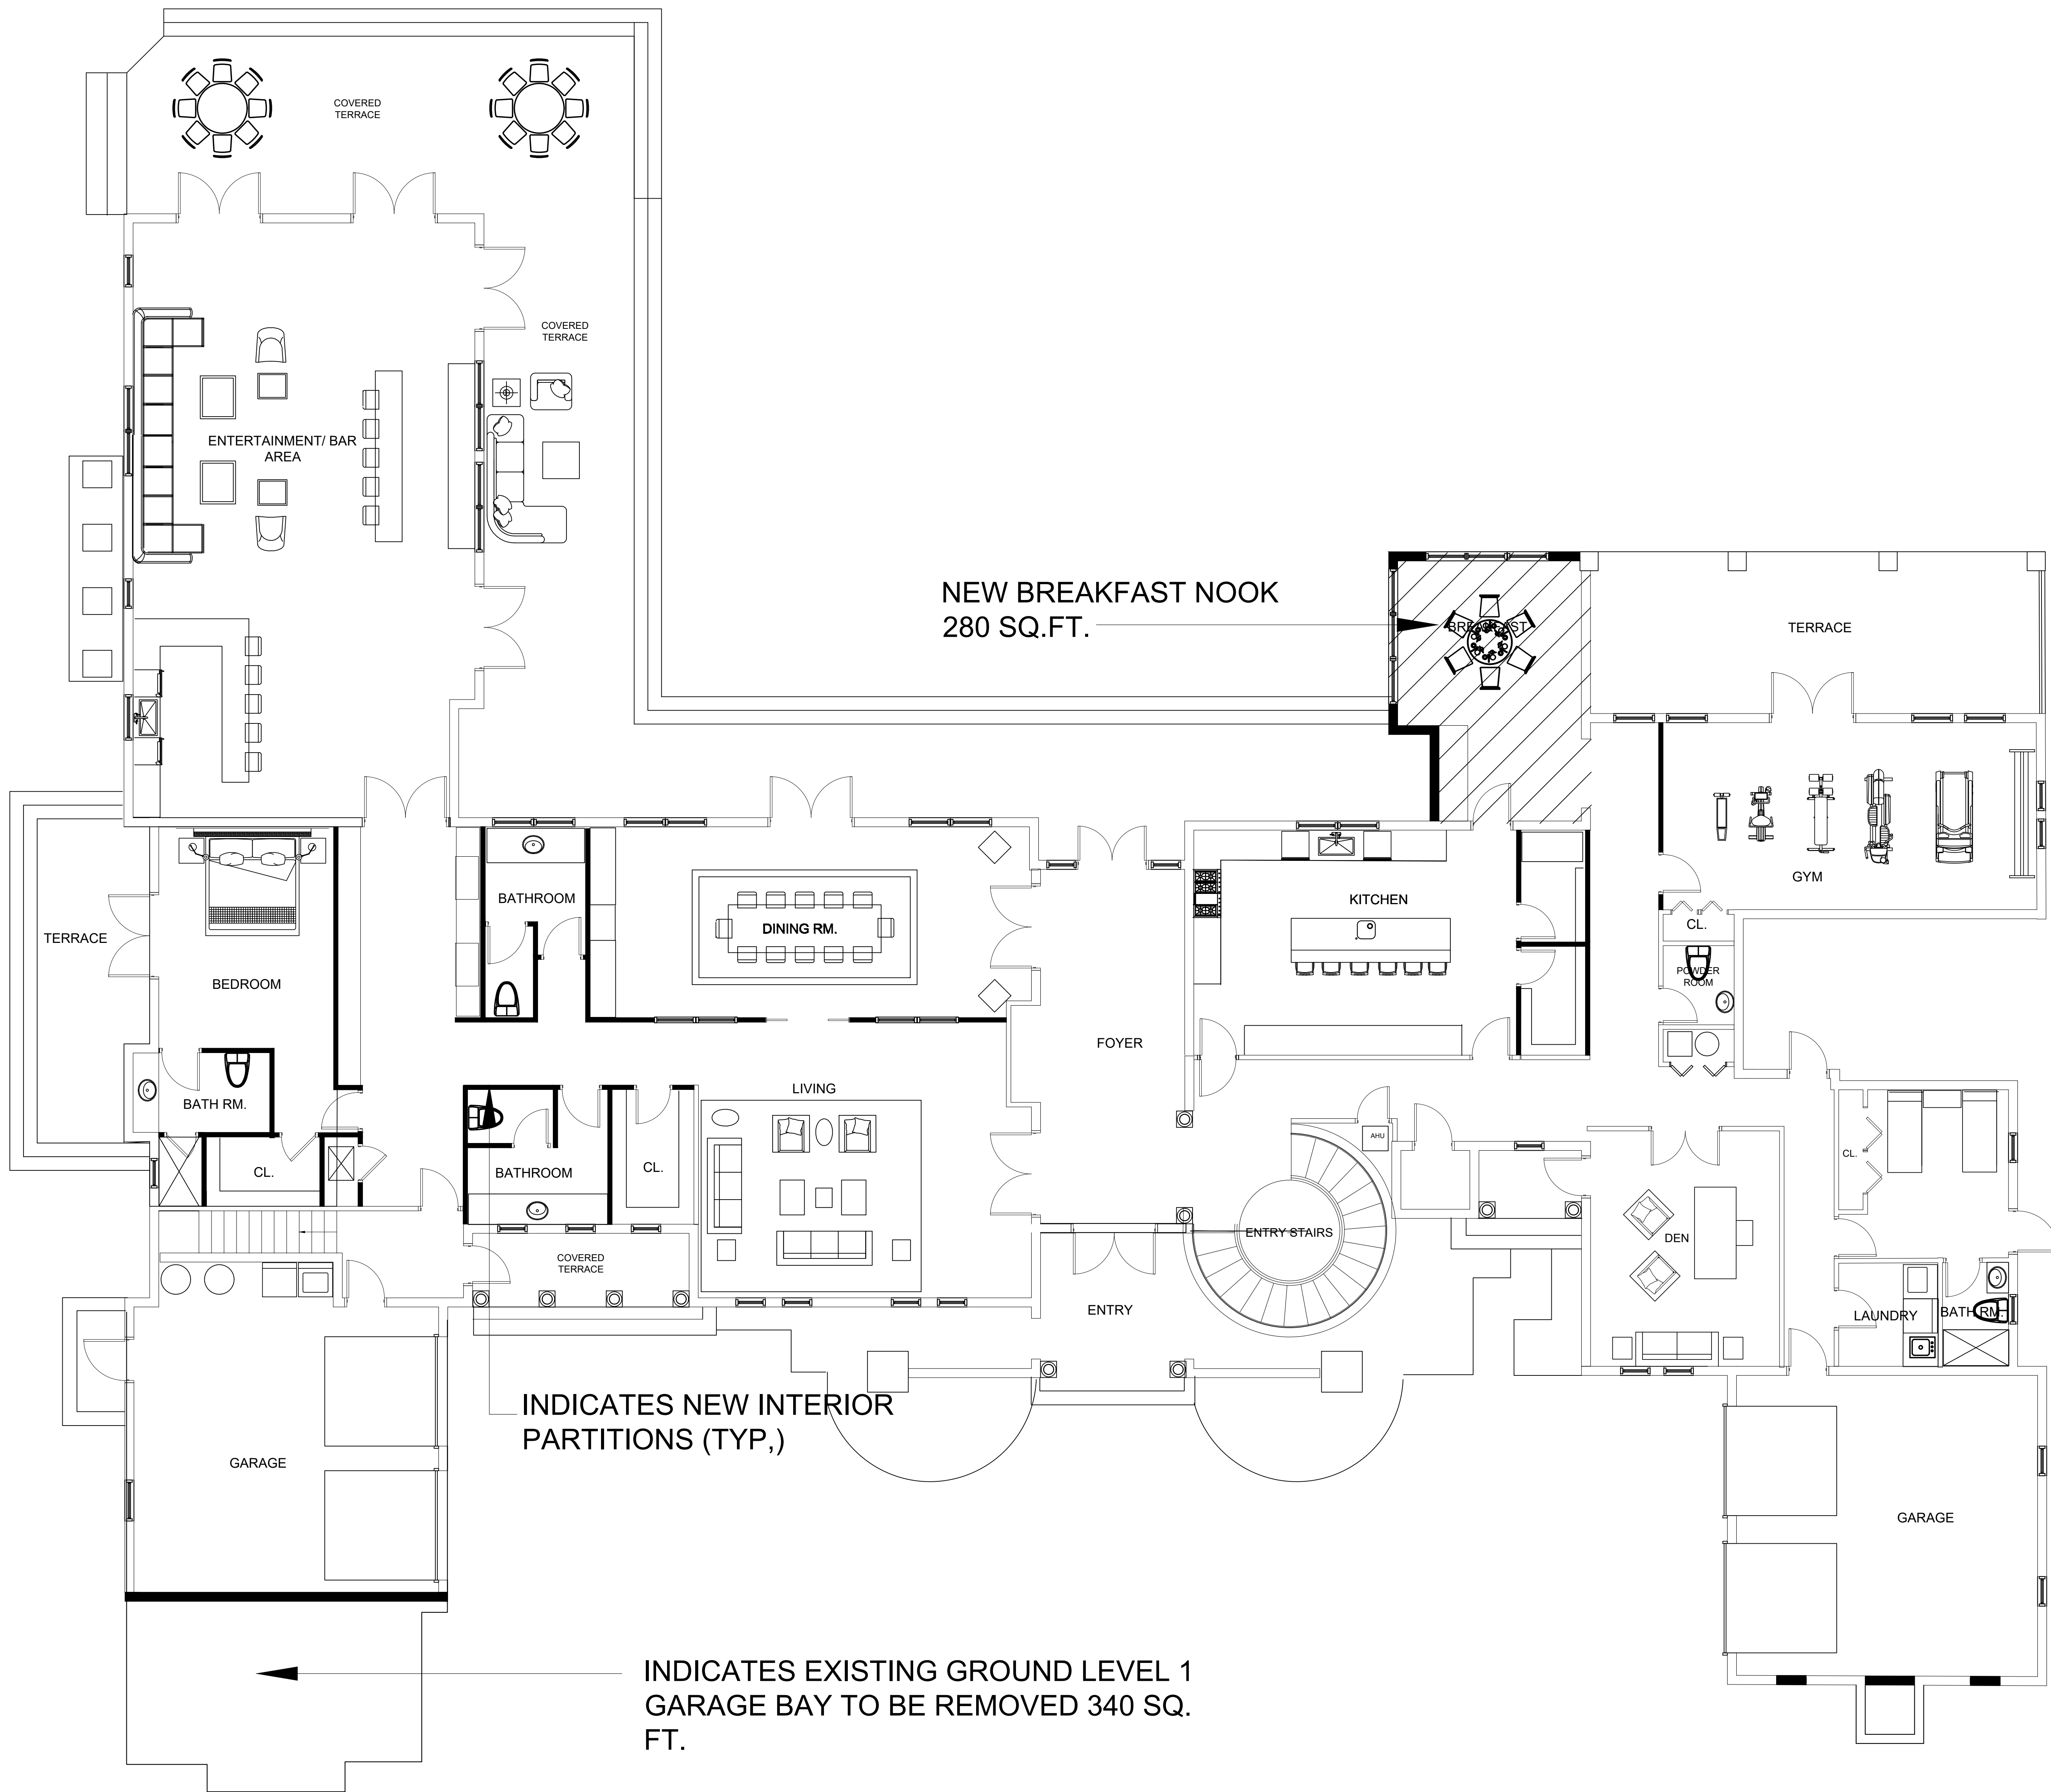 COVERED
TERRACE
COVERED
TERRACE
ENTERTAINMENT/ BAR
AREA
NEW BREAKFAST NOOK
280 SQ.FT.
BREAKFAST
TERRACE
GYM
KITCHEN
BATHROOM
DINING RM.
CL.
TERRACE
POWDER
ROOM
BEDROOM
FOYER
LIVING
BATH RM.
AHU
CL.
BATHROOM
CL.
CL.
ENTRY STAIRS
DEN
COVERED
TERRACE
ENTRY
LAUNDRY
BATH RM.
INDICATES NEW INTERIOR
PARTITIONS (TYP,)
GARAGE
GARAGE
INDICATES EXISTING GROUND LEVEL 1
GARAGE BAY TO BE REMOVED 340 SQ.
FT.